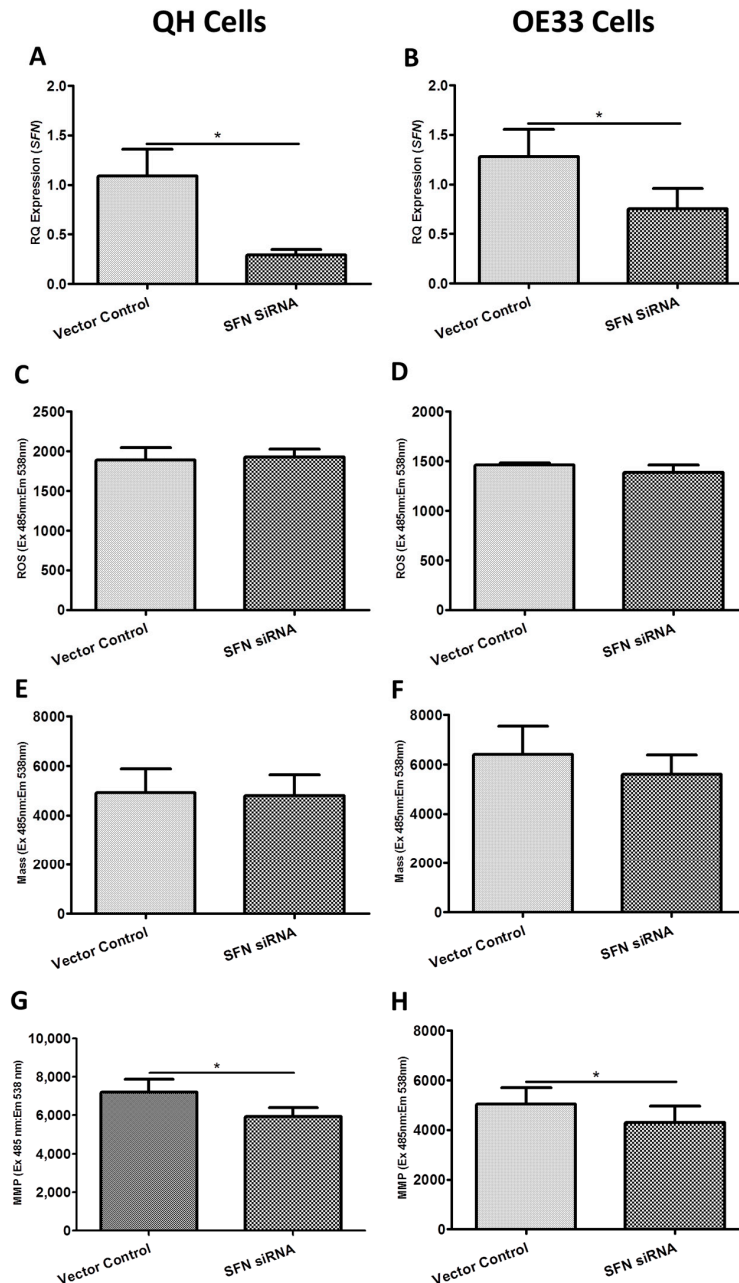 QH Cells
OE33 Cells
A
2.0
1.5
1.0
0.5
0.0
RQ Expression (SFN)
*
Vector Control
SFN SiRNA
B
2.0
1.5
1.0
0.5
0.0
RQ Expression (SFN)
*
Vector Control
SFN SiRNA
C
2500
2000
1500
1000
500
0
ROS (Ex 485nm:Em 538nm)
Vector Control
SFN siRNA
D
2000
1500
1000
500
0
ROS (Ex 485nm:Em 538nm)
Vector Control
SFN siRNA
E
8000
6000
4000
2000
0
Mass (Ex 485nm:Em 538nm)
Vector Control
SFN siRNA
F
8000
6000
4000
2000
0
Mass (Ex 485nm:Em 538nm)
Vector Control
SFN siRNA
G
10,000
8,000
6,000
4,000
2,000
0
MMP (Ex 485 nm:Em 538 nm)
*
Vector Control
SFN siRNA
H
8000
6000
4000
2000
0
MMP (Ex 485nm:Em 538nm)
*
Vector Control
SFN siRNA